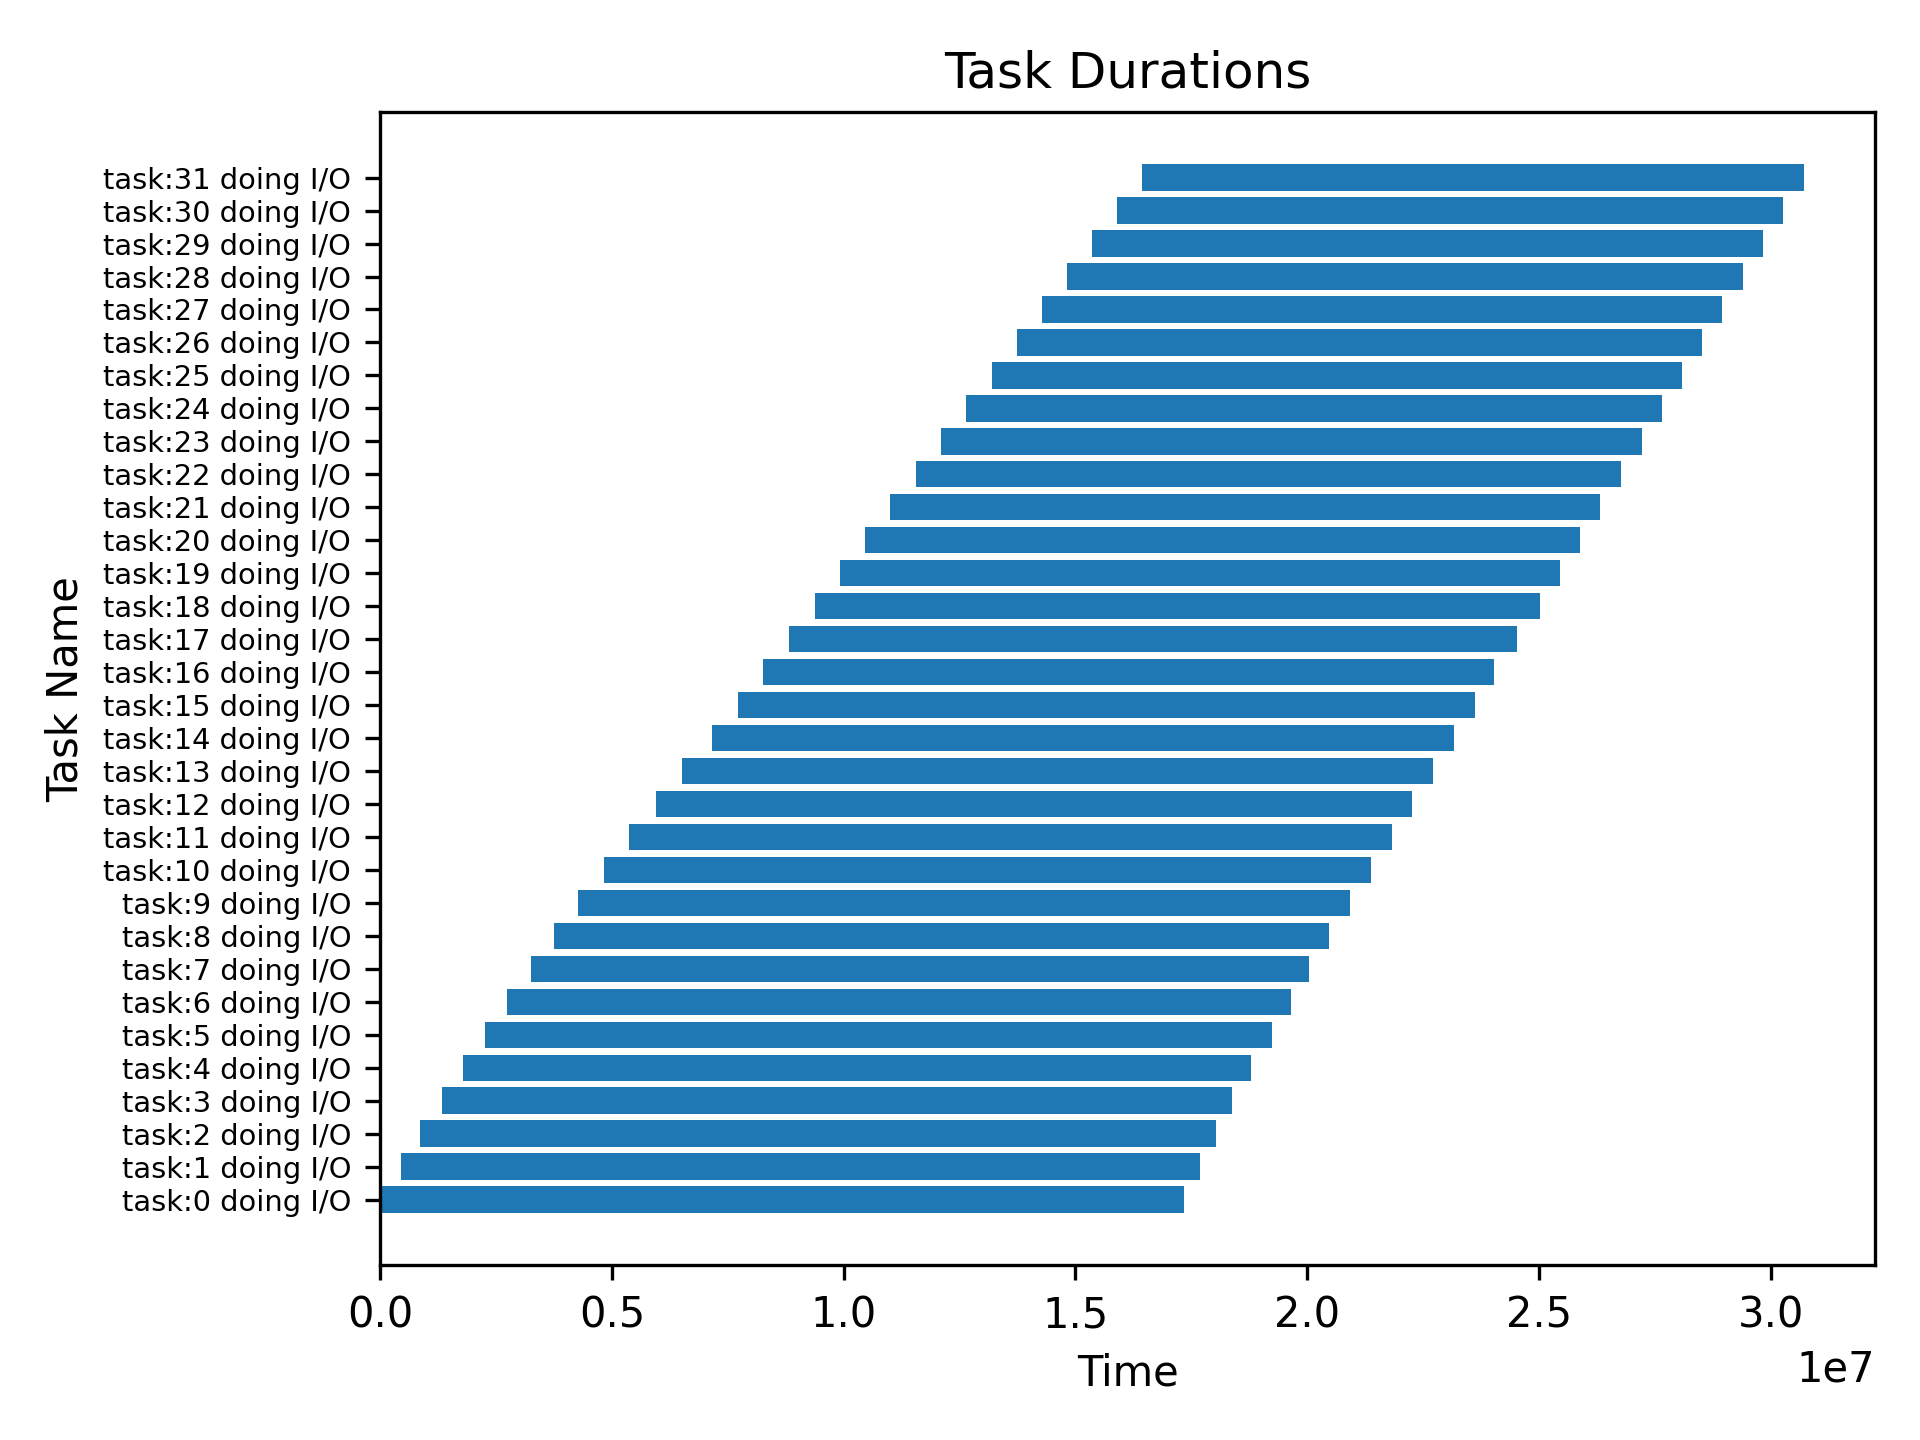 Task Durations
Task Name
task:31 doing I/O
task:30 doing I/O
task:29 doing I/O
task:28 doing I/O
task:27 doing I/O
task:26 doing I/O
task:25 doing I/O
task:24 doing I/O
task:23 doing I/O
task:22 doing I/O
task:21 doing I/O
task:20 doing I/O
task:19 doing I/O
task:18 doing I/O
task:17 doing I/O
task:16 doing I/O
task:15 doing I/O
task:14 doing I/O
task:13 doing I/O
task:12 doing I/O
task:11 doing I/O
task:10 doing I/O
task:9 doing I/O
task:8 doing I/O
task:7 doing I/O
task:6 doing I/O
task:5 doing I/O
task:4 doing I/O
task:3 doing I/O
task:2 doing I/O
task:1 doing I/O
task:0 doing I/O
0.0 0.5 1.0 1.5 2.0 2.5 3.0
1e7
Time